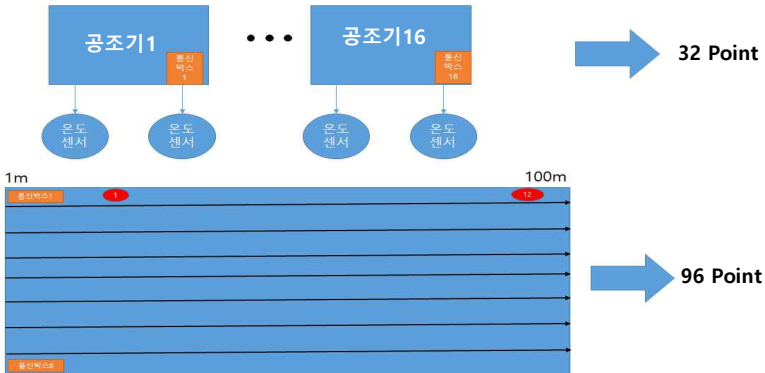 공조기1
통신
박스
1
● ● ●
공조기16
통신
박스
16
32 Point
온도
센서
온도
센서
온도
센서
온도
센서
1m
100m
통신박스1
1
12
96 Point
통신박스8